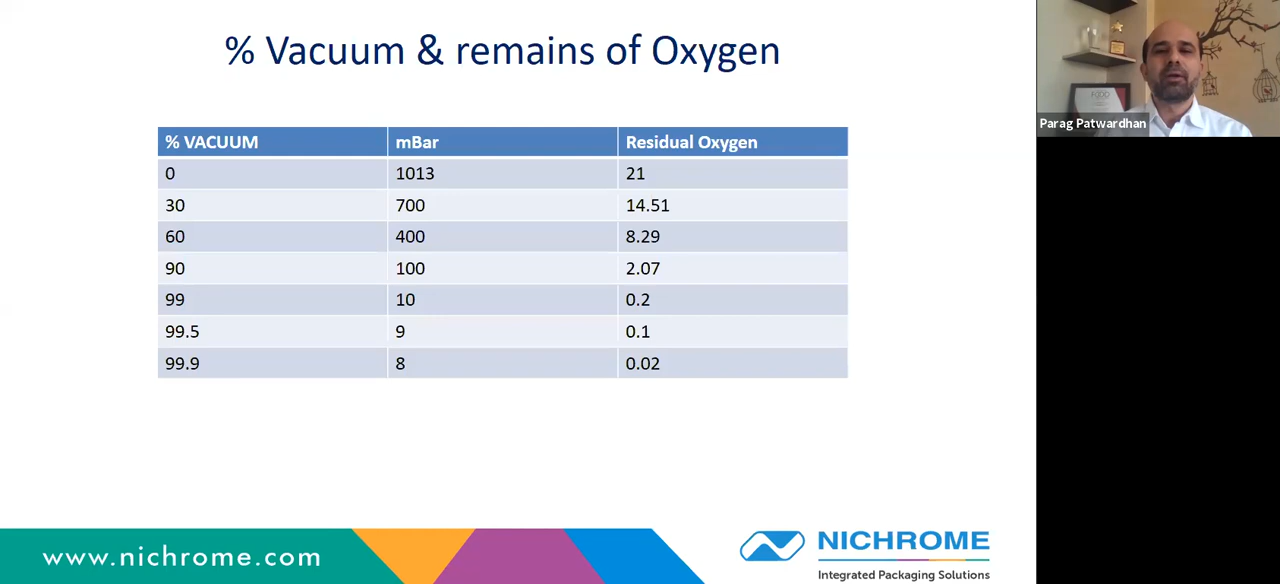 % Vacuum & remains of Oxygen
% VACUUM mBar Residual Oxygen
0 1013 21
30 700 14.51
60 400 8.29
90 100 2.07
99 10 0.2
99.5 9 0.1
99.9 8 0.02
Parag Patwardhan
FOOD
www.nichrome.com
NICHROME
Integrated Packaging Solutions